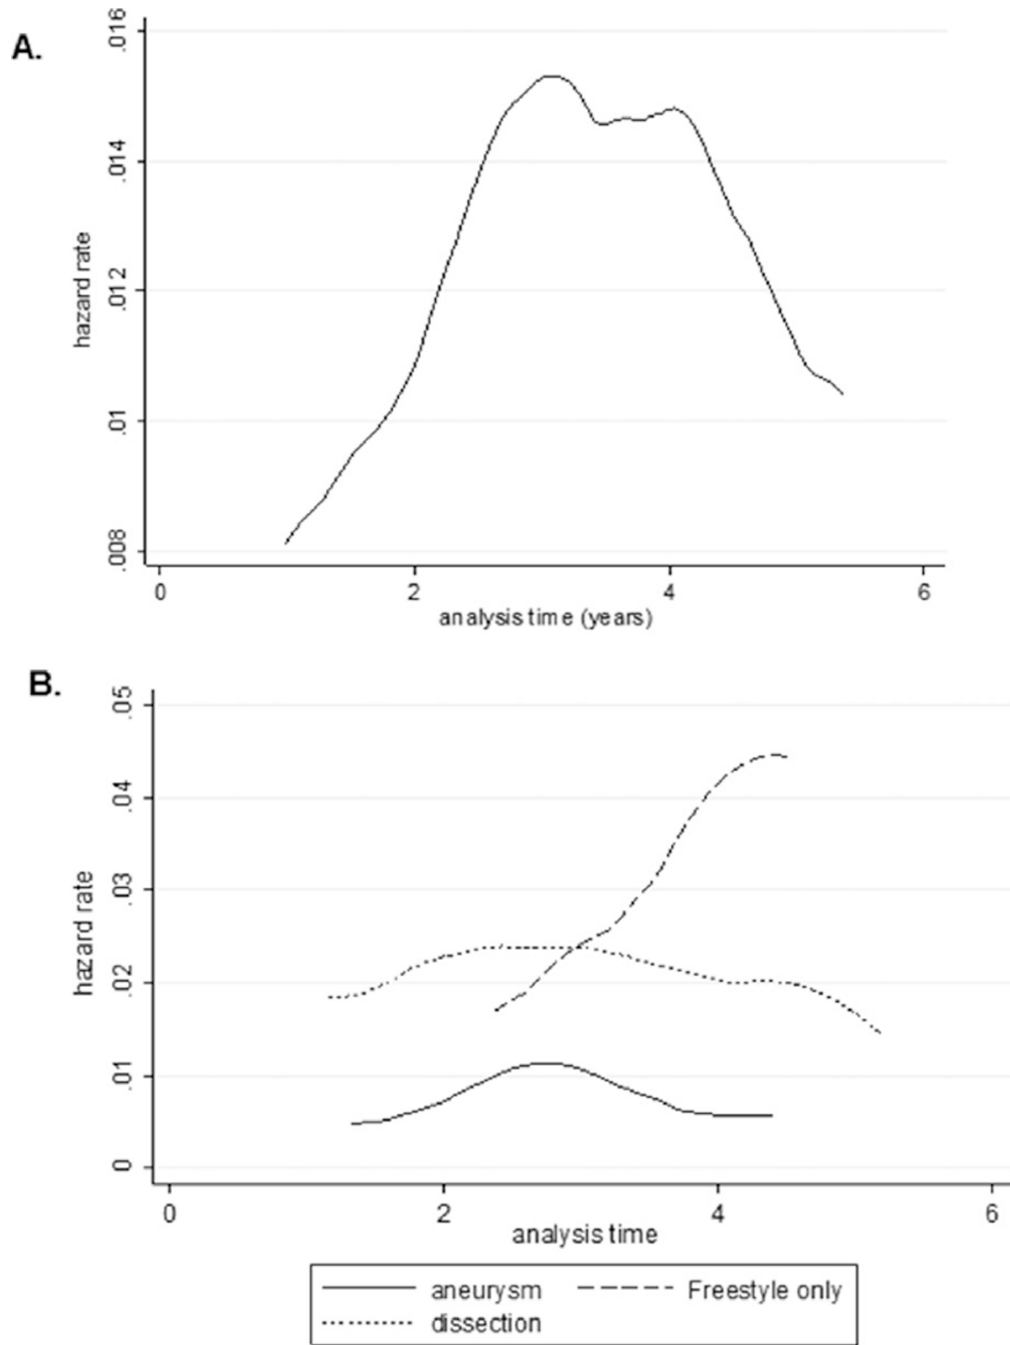 A.
.016
.014
.012
.01
.008
hazard rate
0 2 4 6
analysis time (years)
B.
.05
.04
.03
.02
.01
0
hazard rate
0 2 4 6
analysis time
aneurysm Freestyle only
dissection